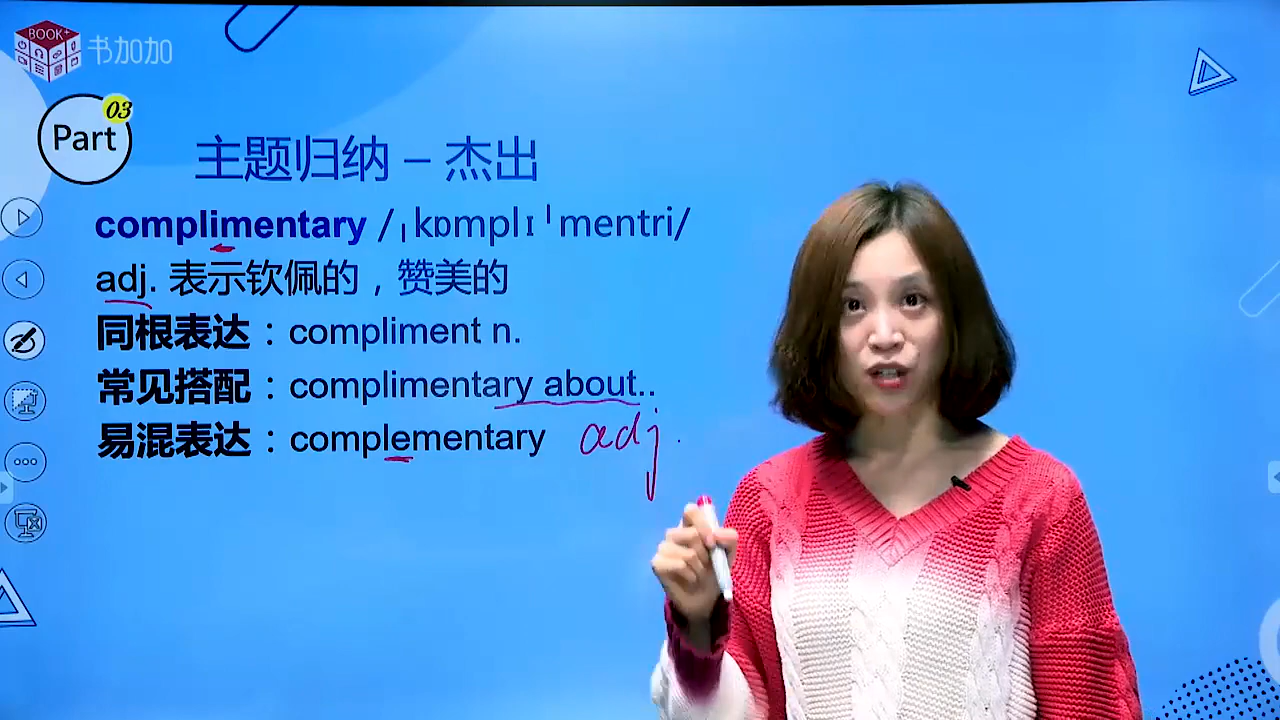 BOOK+
书加加
Part
03
主题归纳 – 杰出
complimentary /ˌkɒmplɪˈmentri/
adj. 表示钦佩的，赞美的
同根表达：compliment n.
常见搭配：complimentary about..
易混表达：complementary adj.